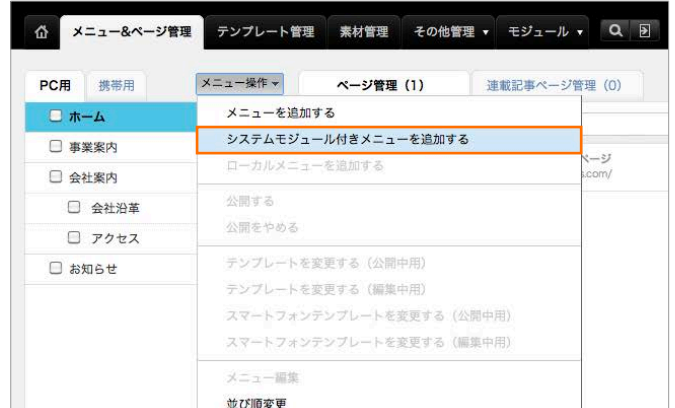 メニュー&ページ管理 テンプレート管理 素材管理 その他管理 ▼ モジュール ▼
PC用 携帯用 メニュー操作▼ ページ管理（1） 連載記事ページ管理（0）
ホーム
事業案内
会社案内
会社沿革
アクセス
お知らせ
メニューを追加する
システムモジュール付きメニューを追加する
ローカルメニューを追加する
公開する
公開をやめる
テンプレートを変更する（公開中用）
テンプレートを変更する（編集中用）
スマートフォンテンプレートを変更する（公開中用）
スマートフォンテンプレートを変更する（編集中用）
メニュー編集
並び順変更
ページ
s.com/